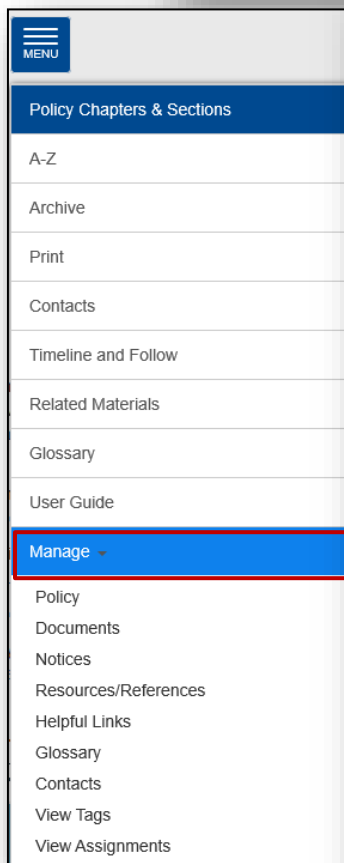 MENU
Policy Chapters & Sections
A-Z
Archive
Print
Contacts
Timeline and Follow
Related Materials
Glossary
User Guide
Manage
Policy
Documents
Notices
Resources/References
Helpful Links
Glossary
Contacts
View Tags
View Assignments